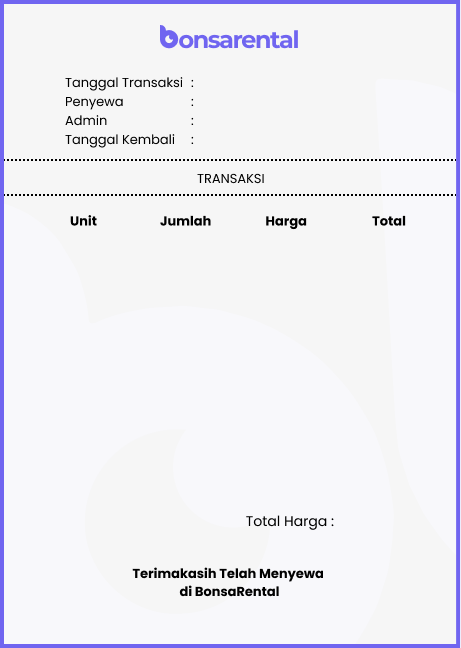 bonsarental
Tanggal Transaksi :
Penyewa :
Admin :
Tanggal Kembali :
TRANSAKSI
Unit Jumlah Harga Total
Total Harga :
Terimakasih Telah Menyewa
di BonsaRental